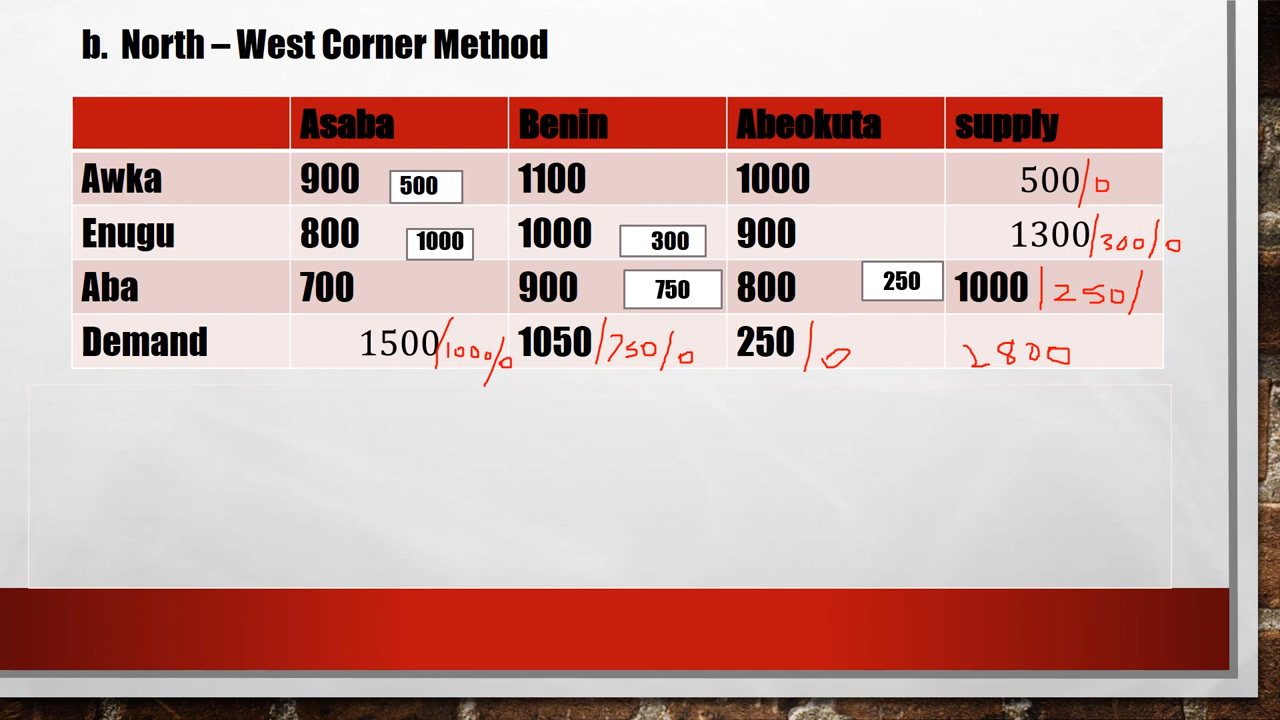 b. North – West Corner Method
Asaba Benin Abeokuta supply
Awka 900 500 1100 1000 500/0
Enugu 800 1000 1000 300 900 1300/300/0
Aba 700 900 750 800 250 1000/250/
Demand 1500/1000/0 1050/750/0 250/0 2800